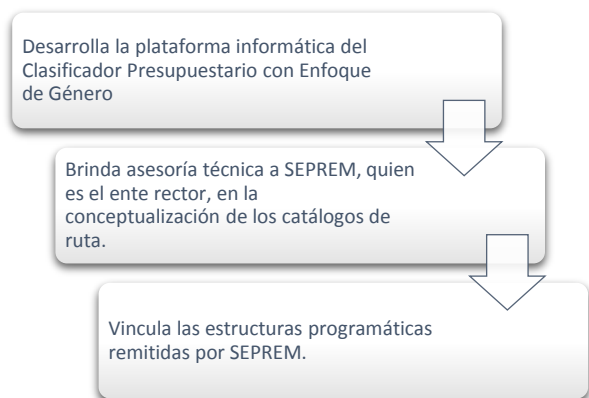 Desarrolla la plataforma informática del
Clasificador Presupuestario con Enfoque
de Género
Brinda asesoría técnica a SEPREM, quien
es el ente rector, en la
conceptualización de los catálogos de
ruta.
Vincula las estructuras programáticas
remitidas por SEPREM.